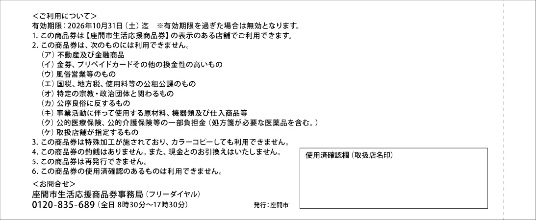 ＜ご利用について＞
有効期限：2026年10月31日（土）迄　※有効期限を過ぎた場合は無効となります。
1. この商品券は【座間市生活応援商品券】の表示のある店舗でご利用できます。
2. この商品券は、次のものには利用できません。
（ア）不動産及び金融商品
（イ）金券、プリペイドカードその他の換金性の高いもの
（ウ）風俗営業等のもの
（エ）国税、地方税、使用料等の公租公課のもの
（オ）特定の宗教・政治団体と関わるもの
（カ）公序良俗に反するもの
（キ）事業活動に伴って使用する原材料、機器類及び仕入商品等
（ク）公的医療保険、公的介護保険等の一部負担金（処方箋が必要な医薬品を含む。）
（ケ）取扱店舗が指定するもの
3. この商品券は特殊加工が施されており、カラーコピーしても利用できません。
4. この商品券の釣銭はありません。また、現金とのお引換えはいたしません。
5. この商品券は再発行できません。
6. この商品券の使用済確認のあるものは利用できません。
＜お問合せ＞
座間市生活応援商品券事務局（フリーダイヤル）
0120-835-689（全日 8時30分〜17時30分）
発行：座間市
使用済確認欄（取扱店名印）